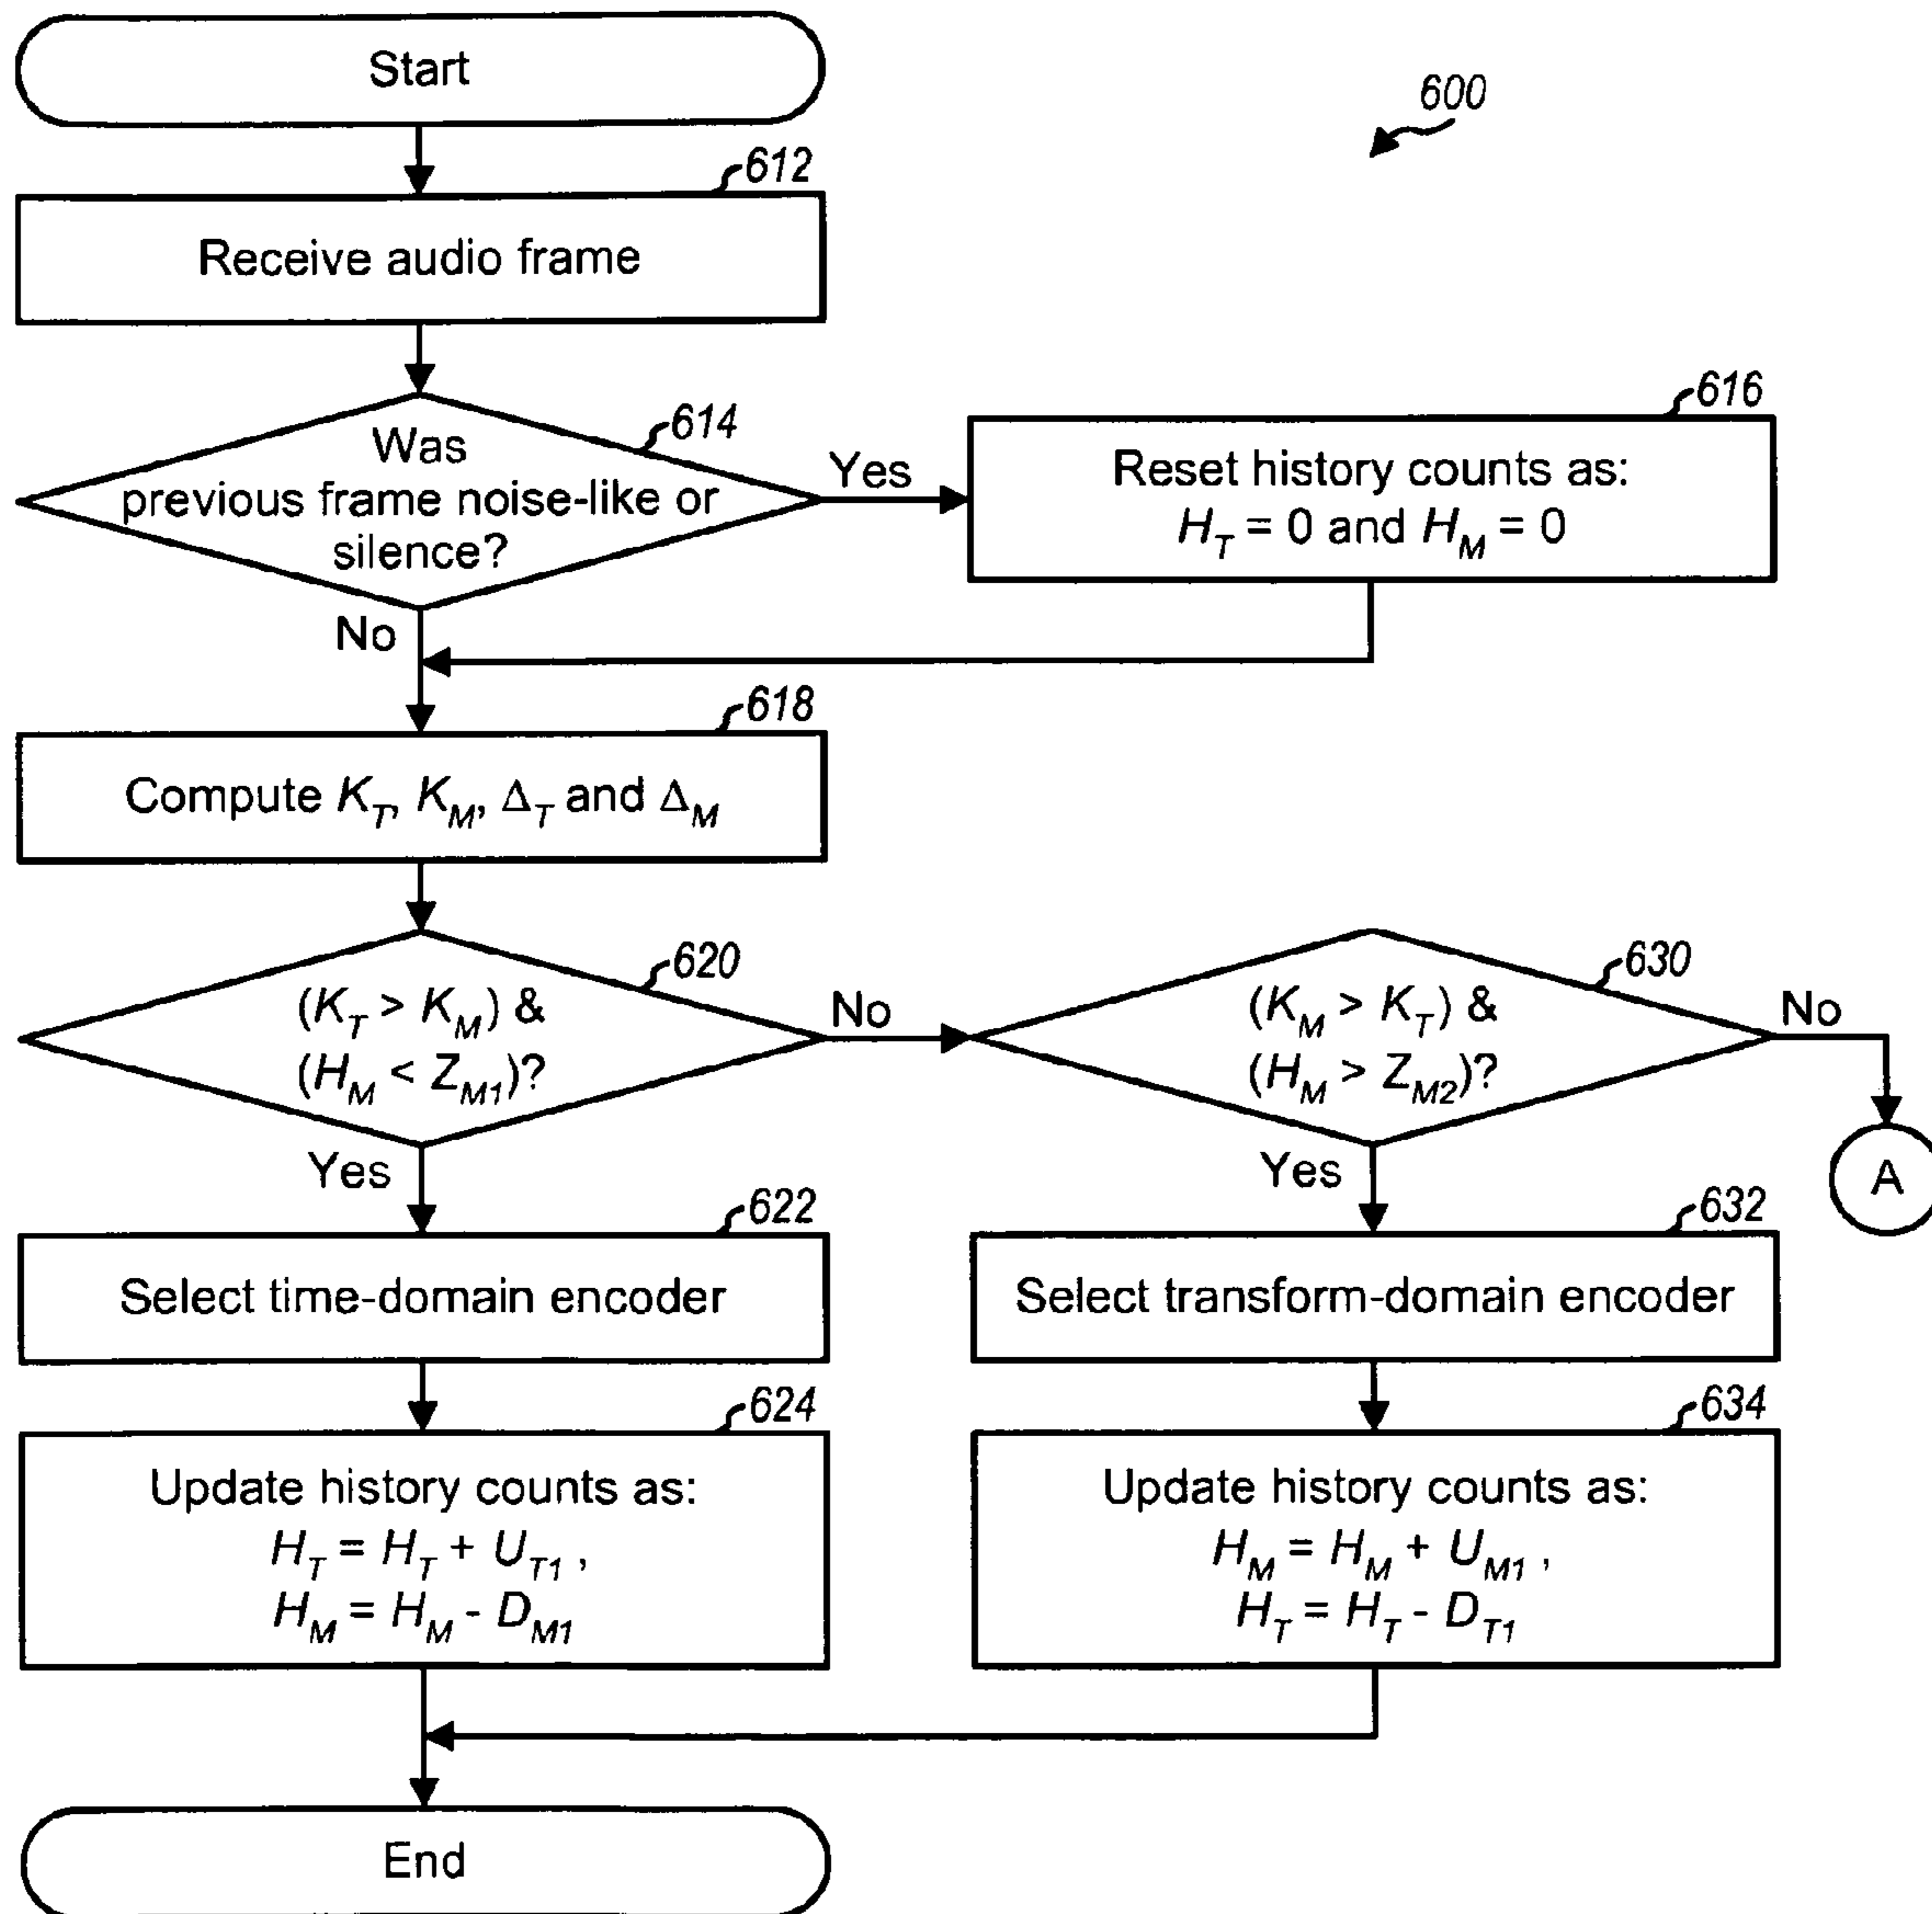 Start
600
612
Receive audio frame
614
Was
previous frame noise-like or
silence?
Yes
No
616
Reset history counts as:
H_T = 0 and H_M = 0
618
Compute K_T, K_M, Δ_T and Δ_M
620
(K_T > K_M) &
(H_M < Z_M1)?
No
Yes
630
(K_M > K_T) &
(H_M > Z_M2)?
No
Yes
A
622
Select time-domain encoder
632
Select transform-domain encoder
624
Update history counts as:
H_T = H_T + U_T1 ,
H_M = H_M - D_M1
634
Update history counts as:
H_M = H_M + U_M1 ,
H_T = H_T - D_T1
End